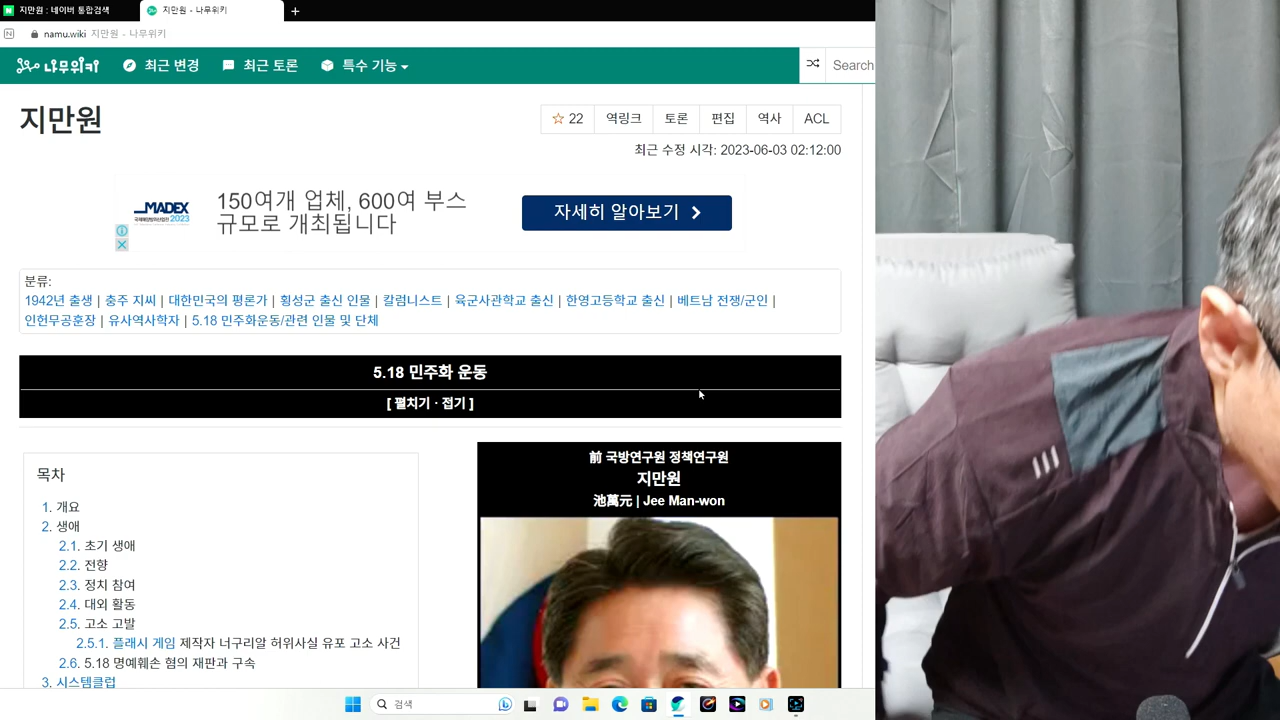 지만원 : 네이버 통합검색
지만원 - 나무위키
namu.wiki 지만원 - 나무위키
나무위키 최근 변경 최근 토론 특수 기능 Search
지만원
22 역링크 토론 편집 역사 ACL
최근 수정 시각: 2023-06-03 02:12:00
MADEX
2023
150여개 업체, 600여 부스
규모로 개최됩니다
자세히 알아보기
분류:
1942년 출생 | 충주 지씨 | 대한민국의 평론가 | 횡성군 출신 인물 | 칼럼니스트 | 육군사관학교 출신 | 한영고등학교 출신 | 베트남 전쟁/군인 |
인헌무공훈장 | 유사역사학자 | 5.18 민주화운동/관련 인물 및 단체
5.18 민주화 운동
[ 펼치기 · 접기 ]
목차
1. 개요
2. 생애
2.1. 초기 생애
2.2. 전향
2.3. 정치 참여
2.4. 대외 활동
2.5. 고소 고발
2.5.1. 플래시 게임 제작자 너구리알 허위사실 유포 고소 사건
2.6. 5.18 명예훼손 혐의 재판과 구속
3. 시스템클럽
前 국방연구원 정책연구원
지만원
池萬元 | Jee Man-won
검색